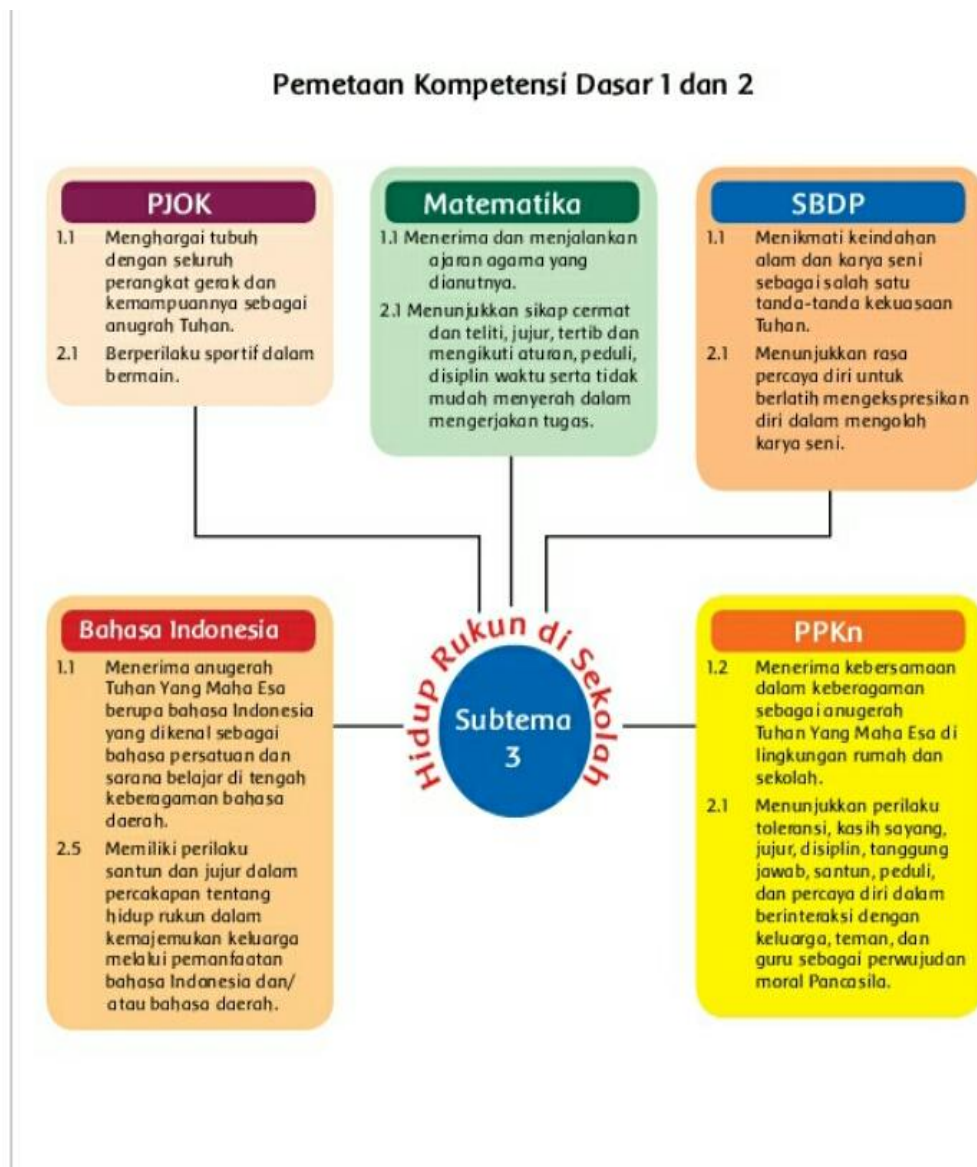 Pemetaan Kompetensi Dasar 1 dan 2
PJOK
1.1 Menghargai tubuh
dengan seluruh
perangkat gerak dan
kemampuannya sebagai
anugrah Tuhan.
2.1 Berperilaku sportif dalam
bermain.
Matematika
1.1 Menerima dan menjalankan
ajaran agama yang
dianutnya.
2.1 Menunjukkan sikap cermat
dan teliti, jujur, tertib dan
mengikuti aturan, peduli,
disiplin waktu serta tidak
mudah menyerah dalam
mengerjakan tugas.
SBDP
1.1 Menikmati keindahan
alam dan karya seni
sebagai salah satu
tanda-tanda kekuasaan
Tuhan.
2.1 Menunjukkan rasa
percaya diri untuk
berlatih mengekspresikan
diri dalam mengolah
karya seni.
Bahasa Indonesia
1.1 Menerima anugerah
Tuhan Yang Maha Esa
berupa bahasa Indonesia
yang dikenal sebagai
bahasa persatuan dan
sarana belajar di tengah
keberagaman bahasa
daerah.
2.5 Memiliki perilaku
santun dan jujur dalam
percakapan tentang
hidup rukun dalam
kemajemukan keluarga
melalui pemanfaatan
bahasa Indonesia dan/
atau bahasa daerah.
Hidup Rukun di Sekolah
Subtema
3
PPKn
1.2 Menerima kebersamaan
dalam keberagaman
sebagai anugerah
Tuhan Yang Maha Esa di
lingkungan rumah dan
sekolah.
2.1 Menunjukkan perilaku
toleransi, kasih sayang,
jujur, disiplin, tanggung
jawab, santun, peduli,
dan percaya diri dalam
berinteraksi dengan
keluarga, teman, dan
guru sebagai perwujudan
moral Pancasila.